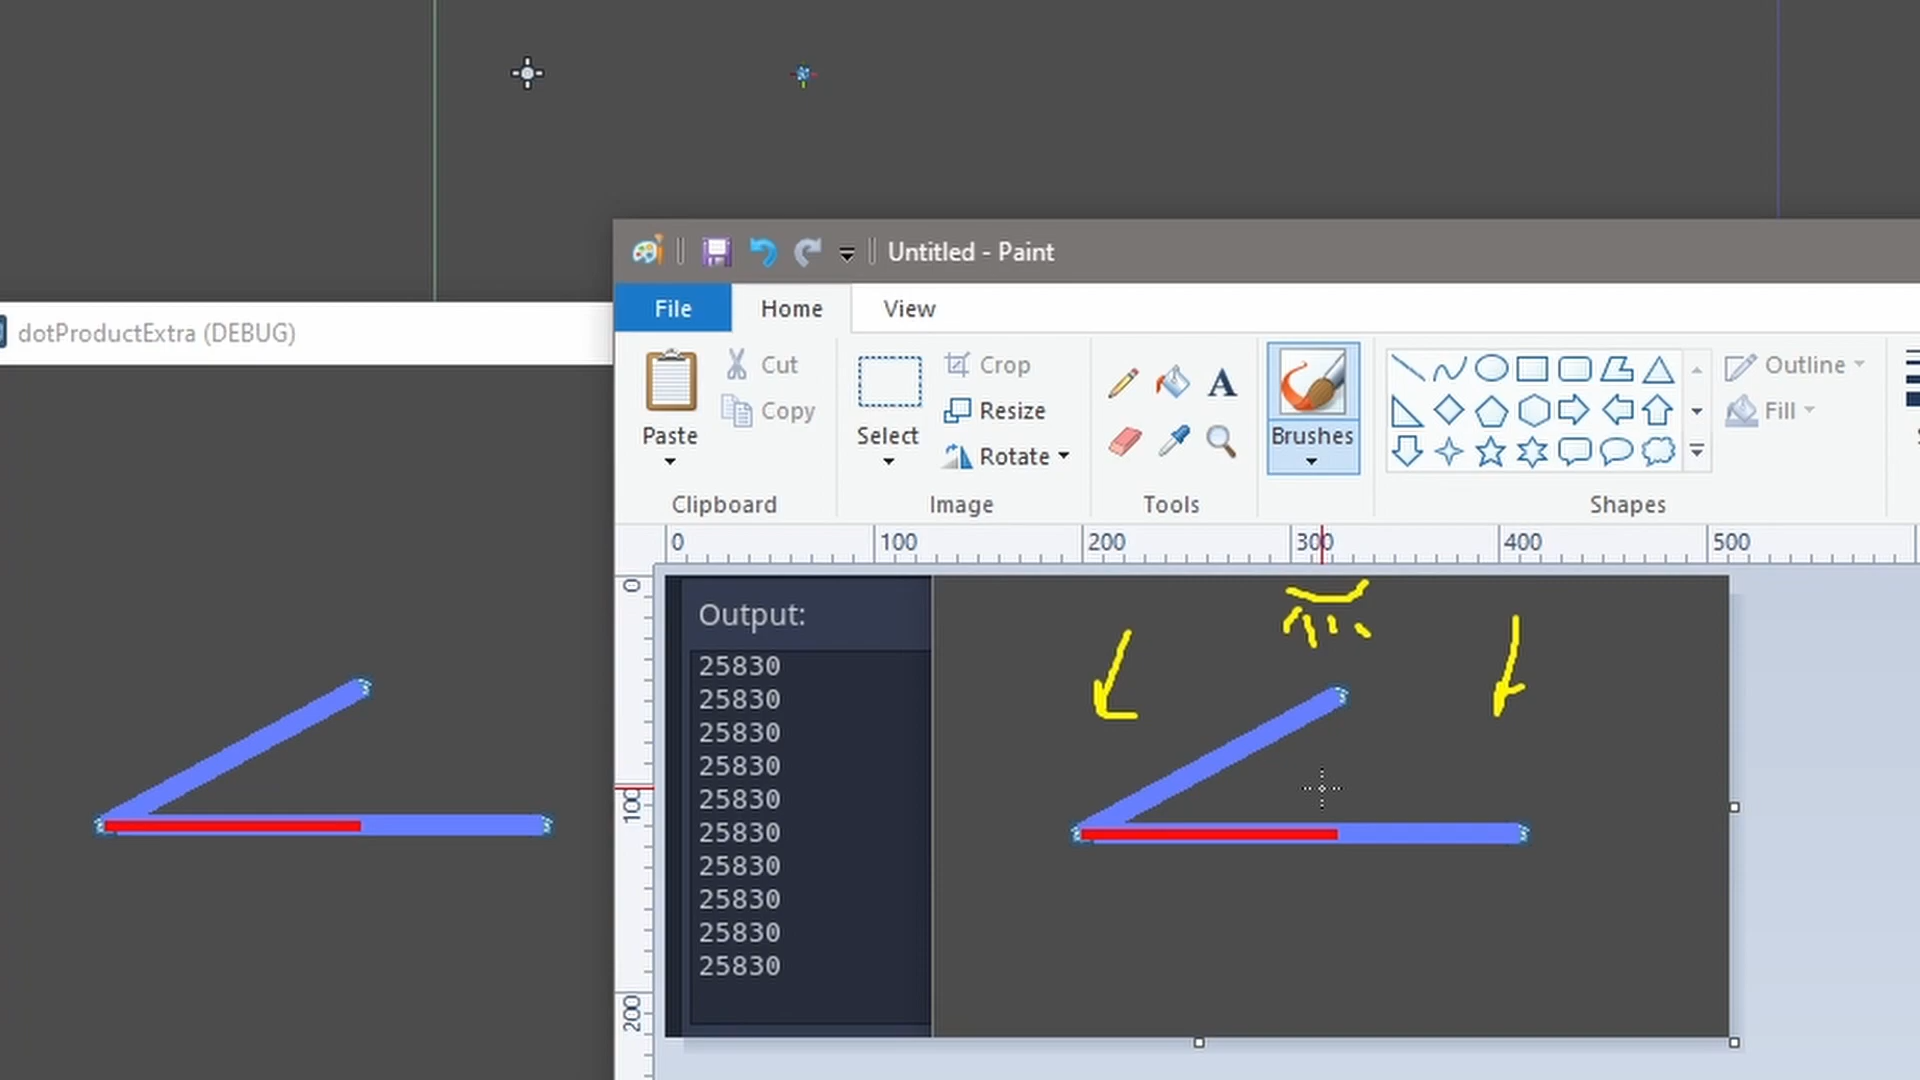 Untitled - Paint
File Home View
dotProductExtra (DEBUG)
Cut
Copy
Paste
Crop
Resize
Rotate
Select
A
Brushes
Outline
Fill
Clipboard Image Tools Shapes
0 100 200 300 400 500
0
100
200
Output:
25830
25830
25830
25830
25830
25830
25830
25830
25830
25830